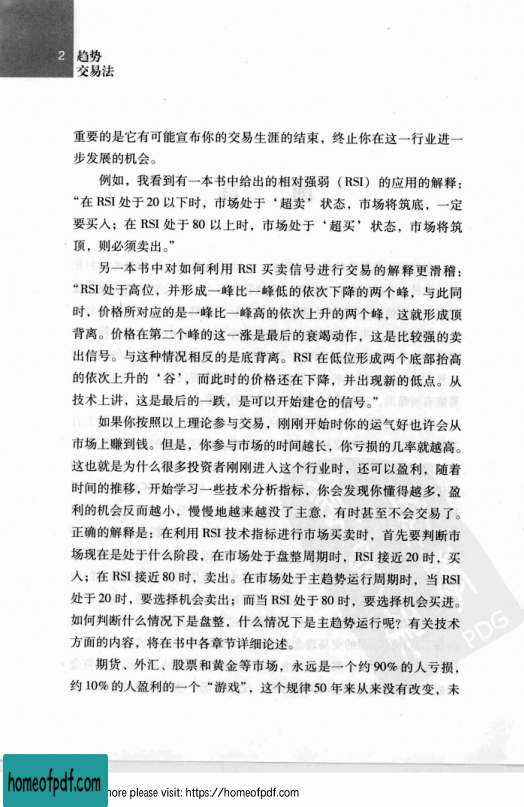 2 趋势
交易法
重要的是它有可能宣布你的交易生涯的结束，终止你在这一行业进一
步发展的机会。
例如，我看到有一本书中给出的相对强弱（RSI）的应用的解释：
“在 RSI 处于 20 以下时，市场处于‘超卖’状态，市场将筑底，一定
要买入；在 RSI 处于 80 以上时，市场处于‘超买’状态，市场将筑
顶，则必须卖出。”
另一本书中对如何利用 RSI 买卖信号进行交易的解释更滑稽：
“RSI 处于高位，并形成一峰比一峰低的依次下降的两个峰，与此同
时，价格所对应的是一峰比一峰高的依次上升的两个峰，这就形成顶
背离。价格在第二个峰的这一涨是最后的衰竭动作，这是比较强的卖
出信号。与这种情况相反的是底背离。RSI 在低位形成两个底部抬高
的依次上升的‘谷’，而此时的价格还在下降，并出现新的低点。从
技术上讲，这是最后的一跌，是可以开始建仓的信号。”
如果你按照以上理论参与交易，刚刚开始时你的运气好也许会从
市场上赚到钱。但是，你参与市场的时间越长，你亏损的几率就越高。
这也就是为什么很多投资者刚刚进入这个行业时，还可以盈利，随着
时间的推移，开始学习一些技术分析指标，你会发现你懂得越多，盈
利的机会反而越小，慢慢地越来越没了主意，有时甚至不会交易了。
正确的解释是：在利用 RSI 技术指标进行市场买卖时，首先要判断市
场现在是处于什么阶段，在市场处于盘整周期时，RSI 接近 20 时，买
入；在 RSI 接近 80 时，卖出。在市场处于主趋势运行周期时，当 RSI
处于 20 时，要选择机会卖出；而当 RSI 处于 80 时，要选择机会买进。
如何判断什么情况下是盘整，什么情况下是主趋势运行呢？有关技术
方面的内容，将在书中各章节详细论述。
期货、外汇、股票和黄金等市场，永远是一个约 90% 的人亏损，
约 10% 的人盈利的一个“游戏”，这个规律 50 年来从来没有改变，未
PDG
homeofpdf.com
more please visit: https://homeofpdf.com